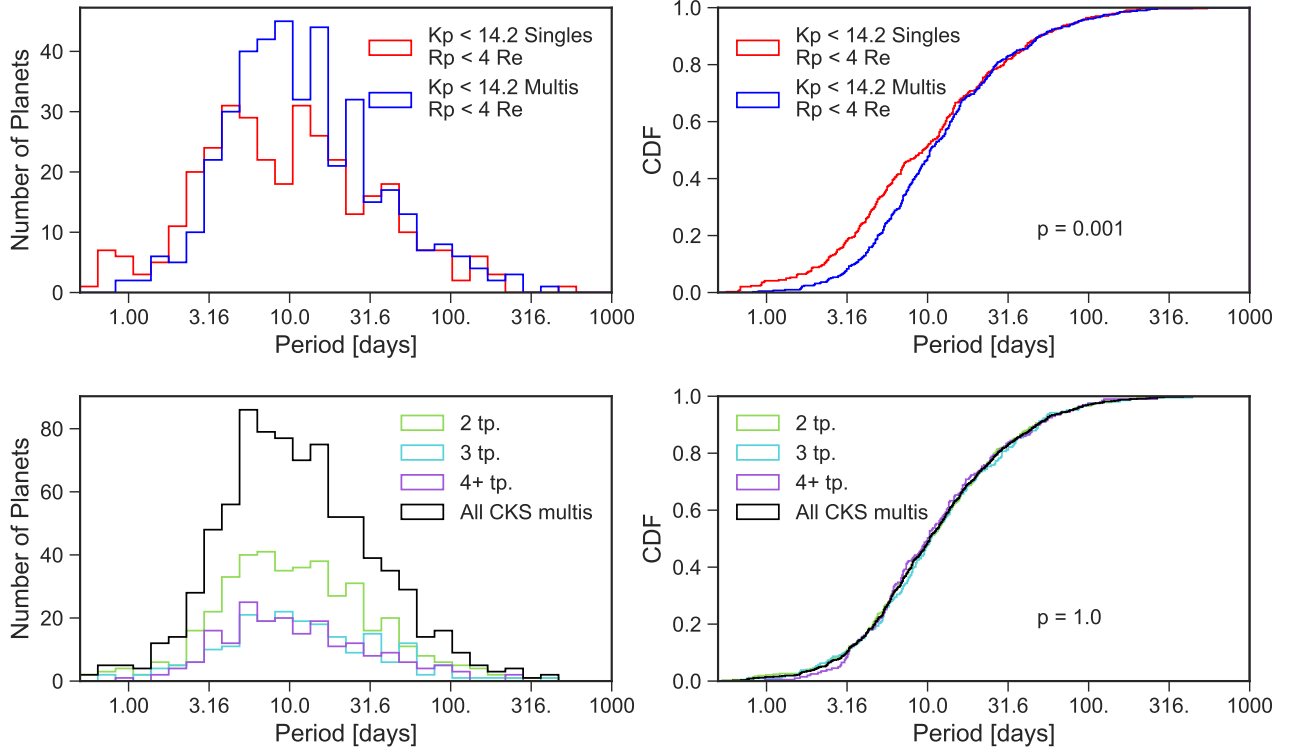 Number of Planets
40
30
20
10
0
Kp < 14.2 Singles
Rp < 4 Re
Kp < 14.2 Multis
Rp < 4 Re
1.00
3.16
10.0
31.6
100.
316.
1000
Period [days]
CDF
1.0
0.8
0.6
0.4
0.2
0.0
Kp < 14.2 Singles
Rp < 4 Re
Kp < 14.2 Multis
Rp < 4 Re
p = 0.001
1.00
3.16
10.0
31.6
100.
316.
1000
Period [days]
Number of Planets
80
60
40
20
0
2 tp.
3 tp.
4+ tp.
All CKS multis
1.00
3.16
10.0
31.6
100.
316.
1000
Period [days]
CDF
1.0
0.8
0.6
0.4
0.2
0.0
2 tp.
3 tp.
4+ tp.
All CKS multis
p = 1.0
1.00
3.16
10.0
31.6
100.
316.
1000
Period [days]